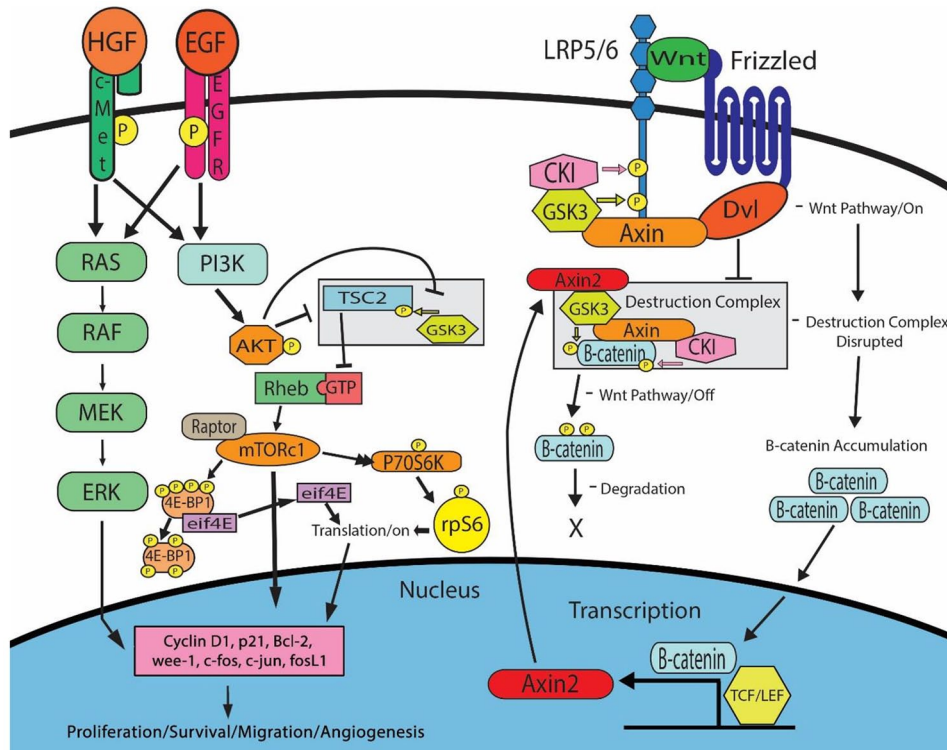 HGF
EGF
c-Met
EGFR
P
P
RAS
PI3K
RAF
AKT
P
MEK
ERK
TSC2
P
GSK3
Rheb
GTP
Raptor
mTORc1
P70S6K
P
P
P
P
P
4E-BP1
eif4E
eif4E
P
P
4E-BP1
P
P
P
rpS6
Translation/on
LRP5/6
Wnt
Frizzled
CKI
P
GSK3
P
Axin
Dvl
– Wnt Pathway/On
Axin2
GSK3
Destruction Complex
Axin
P
B-catenin
CKI
P
– Destruction Complex
Disrupted
– Wnt Pathway/Off
P
P
B-catenin
– Degradation
X
B-catenin Accumulation
B-catenin
B-catenin
B-catenin
Nucleus
Transcription
Cyclin D1, p21, Bcl-2,
wee-1, c-fos, c-jun, fosL1
Proliferation/Survival/Migration/Angiogenesis
Axin2
B-catenin
TCF/LEF